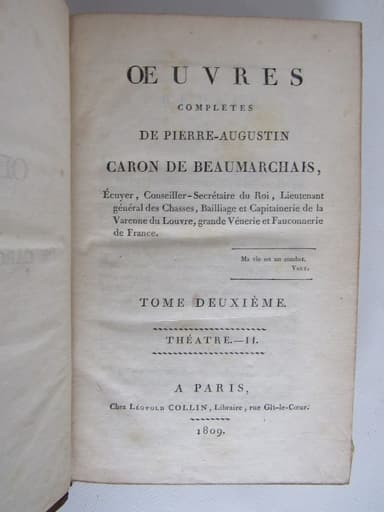 ŒUVRES
COMPLETES
DE PIERRE-AUGUSTIN
CARON DE BEAUMARCHAIS,
Écuyer, Conseiller-Secrétaire du Roi, Lieutenant
général des Chasses, Bailliage et Capitainerie de la
Varenne du Louvre, grande Vénerie et Fauconnerie
de France.
Ma vie est un combat.
VOLT.
TOME DEUXIÈME.
THÉATRE.—II.
A PARIS,
Chez LÉOPOLD COLLIN, Libraire, rue Gît-le-Cœur.
1809.